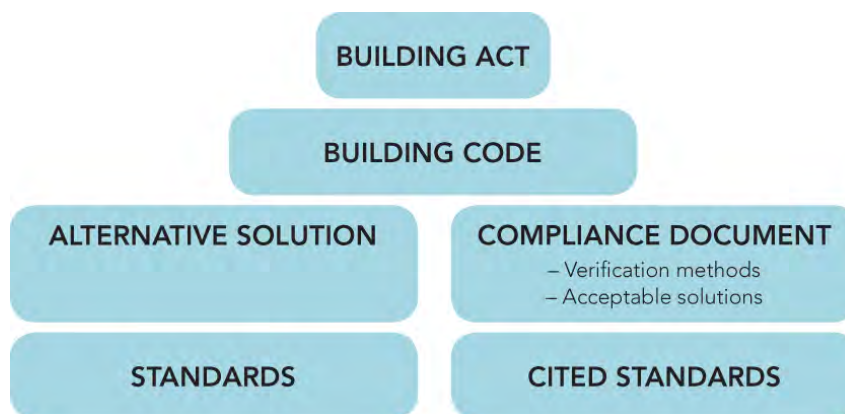 BUILDING ACT
BUILDING CODE
ALTERNATIVE SOLUTION
COMPLIANCE DOCUMENT
– Verification methods
– Acceptable solutions
STANDARDS
CITED STANDARDS